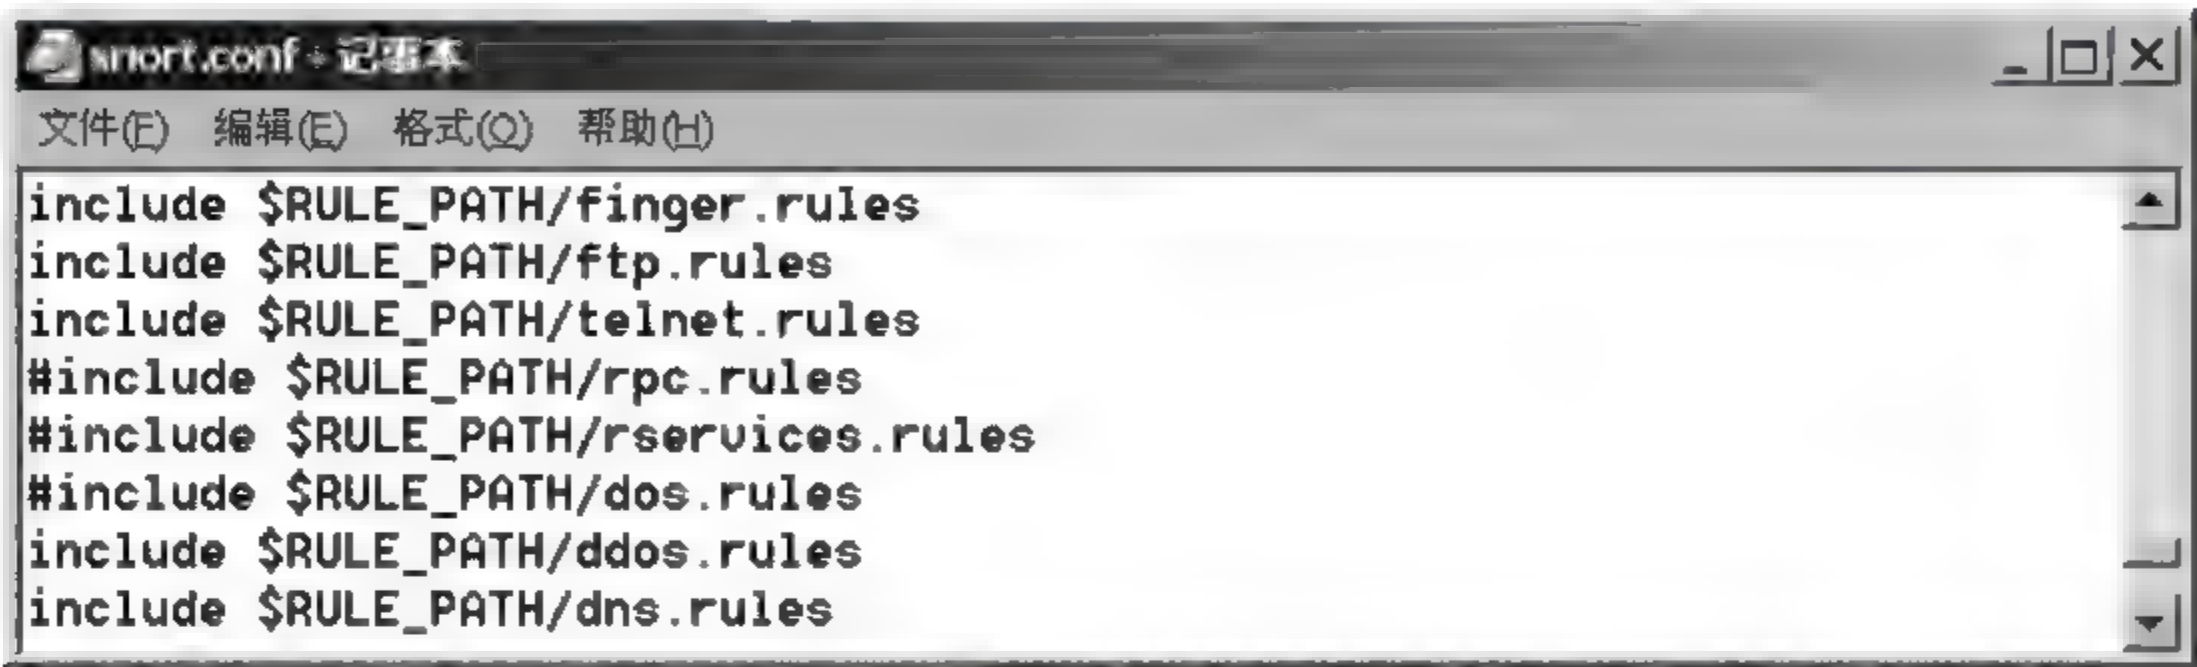 snort.conf - 记事本
文件(F) 编辑(E) 格式(O) 帮助(H)
include $RULE_PATH/finger.rules
include $RULE_PATH/ftp.rules
include $RULE_PATH/telnet.rules
#include $RULE_PATH/rpc.rules
#include $RULE_PATH/rservices.rules
#include $RULE_PATH/dos.rules
include $RULE_PATH/ddos.rules
include $RULE_PATH/dns.rules